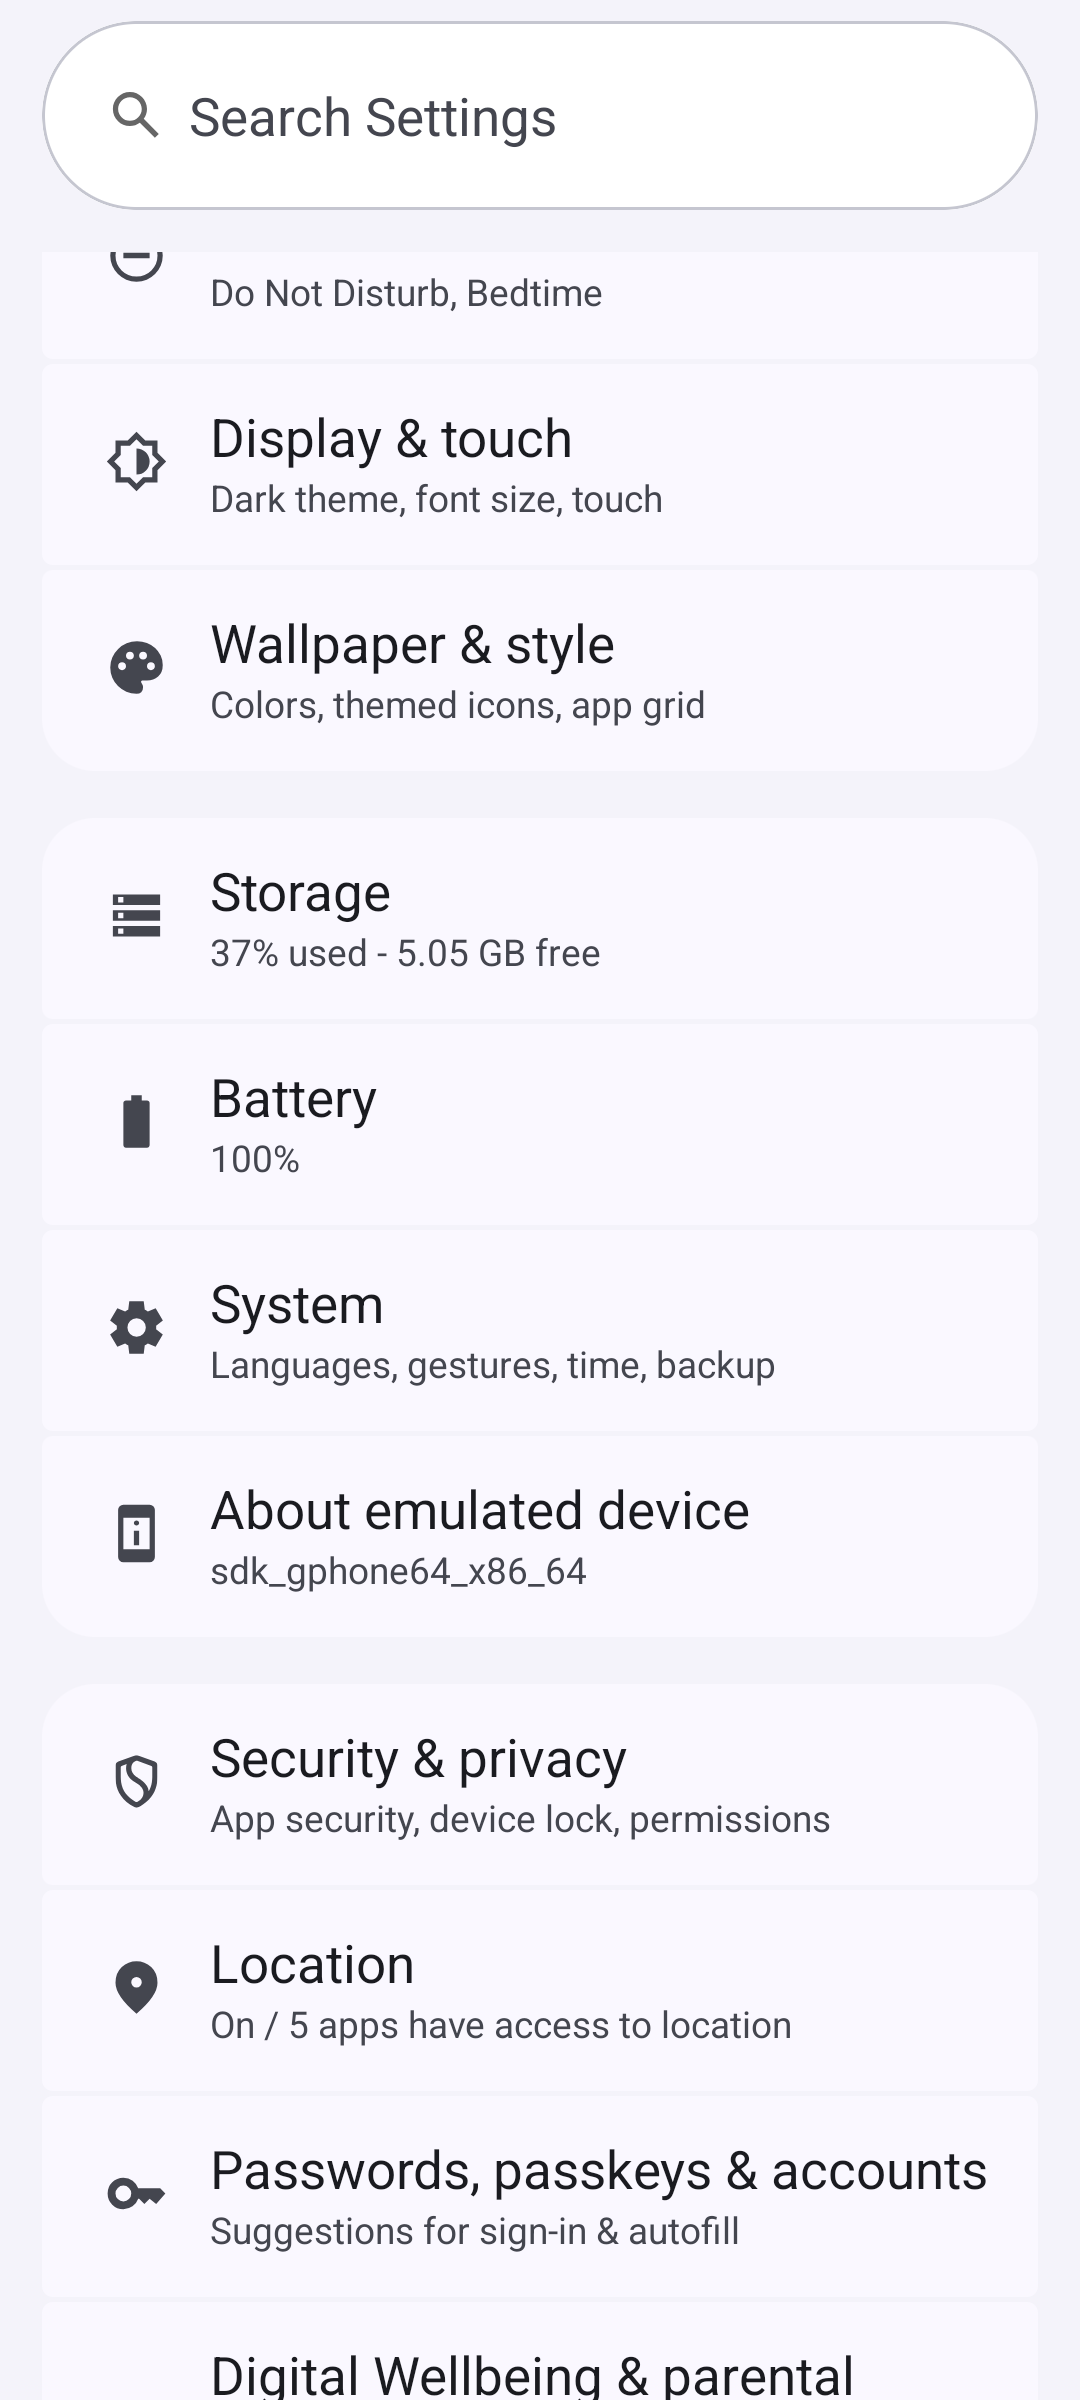 Search Settings
Do Not Disturb, Bedtime
Display & touch
Dark theme, font size, touch
Wallpaper & style
Colors, themed icons, app grid
Storage
37% used - 5.05 GB free
Battery
100%
System
Languages, gestures, time, backup
About emulated device
sdk_gphone64_x86_64
Security & privacy
App security, device lock, permissions
Location
On / 5 apps have access to location
Passwords, passkeys & accounts
Suggestions for sign-in & autofill
Digital Wellbeing & parental